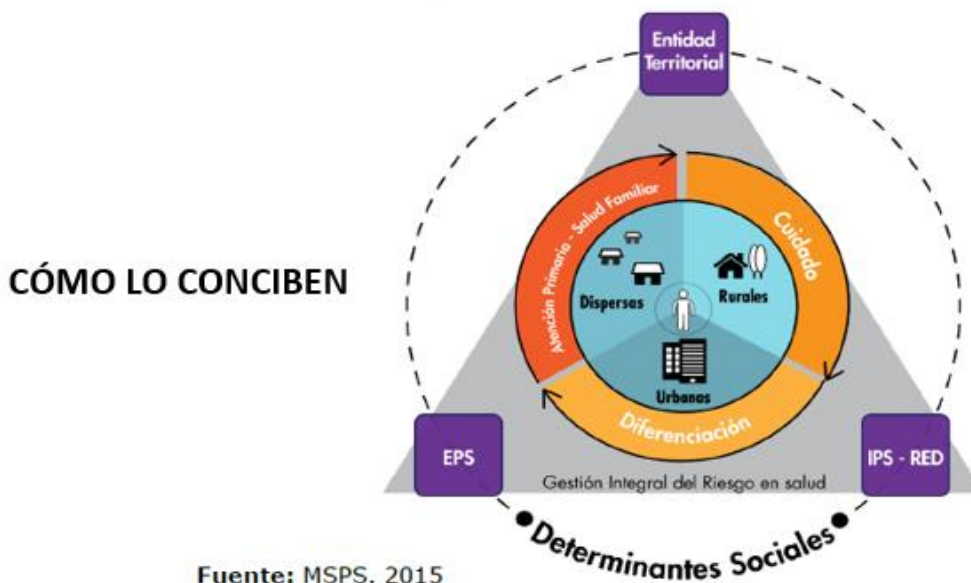 Entidad
Territorial
Atención Primaria - Salud Familiar
Cuidado
Dispersas
Rurales
CÓMO LO CONCIBEN
Urbanas
Diferenciación
EPS
IPS - RED
Gestión Integral del Riesgo en salud
Determinantes Sociales
Fuente: MSPS, 2015